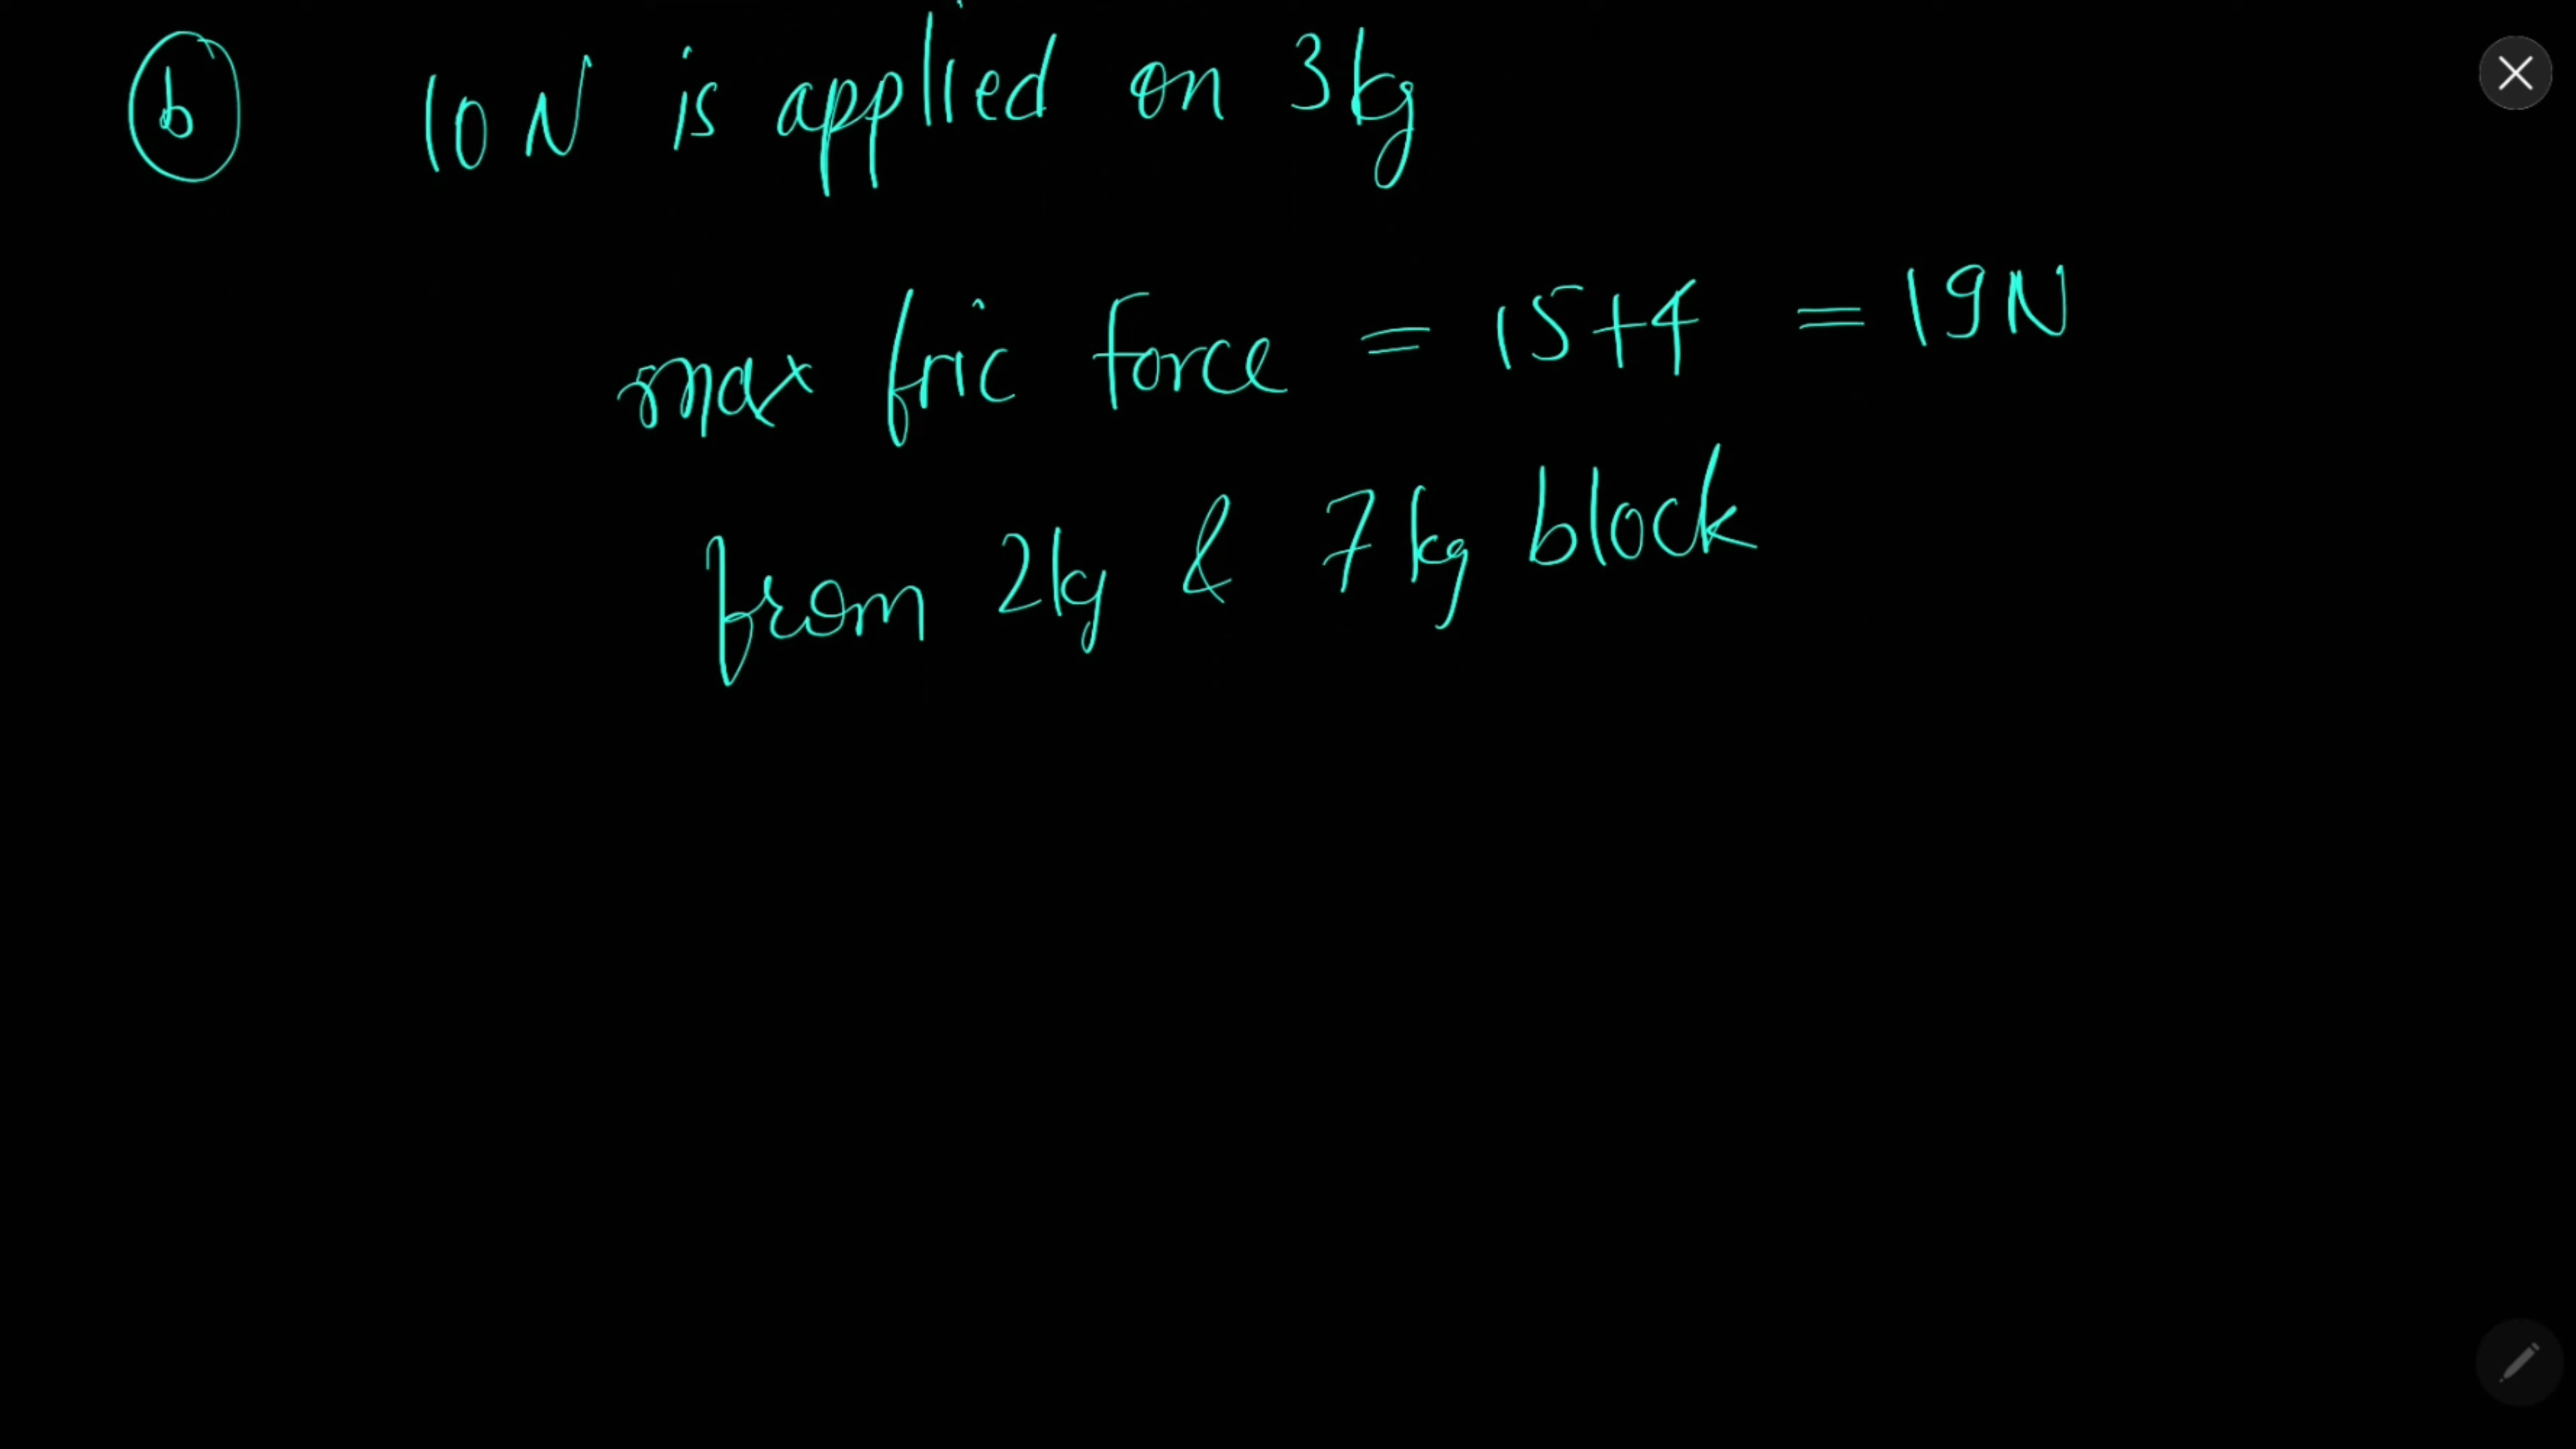 b 10 N is applied on 3kg
max fric force = 15+4 = 19N
from 2kg & 7kg block